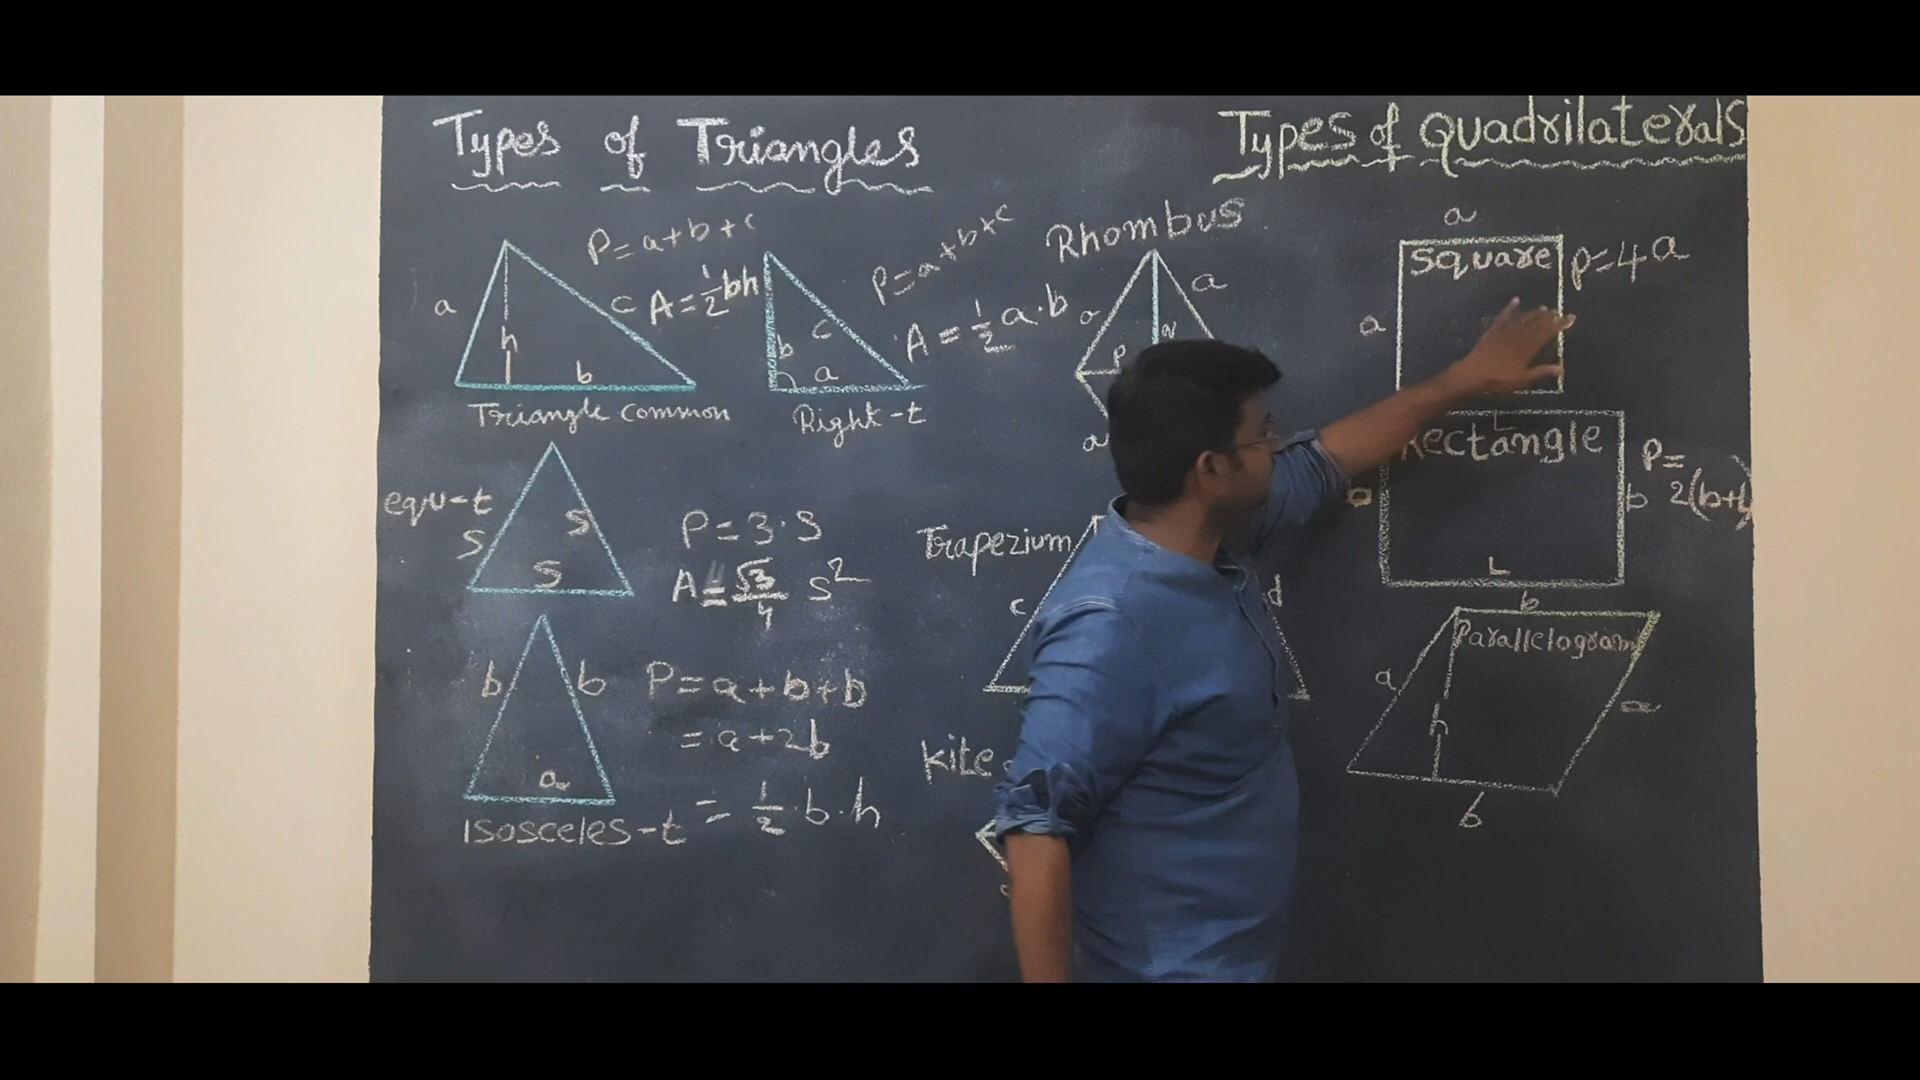 Types of Triangles
P=a+b+c
A=½bh
a
h
c
b
Triangle common
P=a+b+c
A=½a·b
b
c
a
Right-t
equ-t
S
S
S
P=3·S
A=√3/4 S²
b
b
a
isosceles-t
P=a+b+b
=a+2b
=½·b·h
Types of Quadrilaterals
Rhombus
a
a
P
a
Trapezium
c
d
Kite
a
Square
a
P=4a
L
Rectangle
b
P=
2(b+L)
L
b
Parallelogram
a
h
a
b